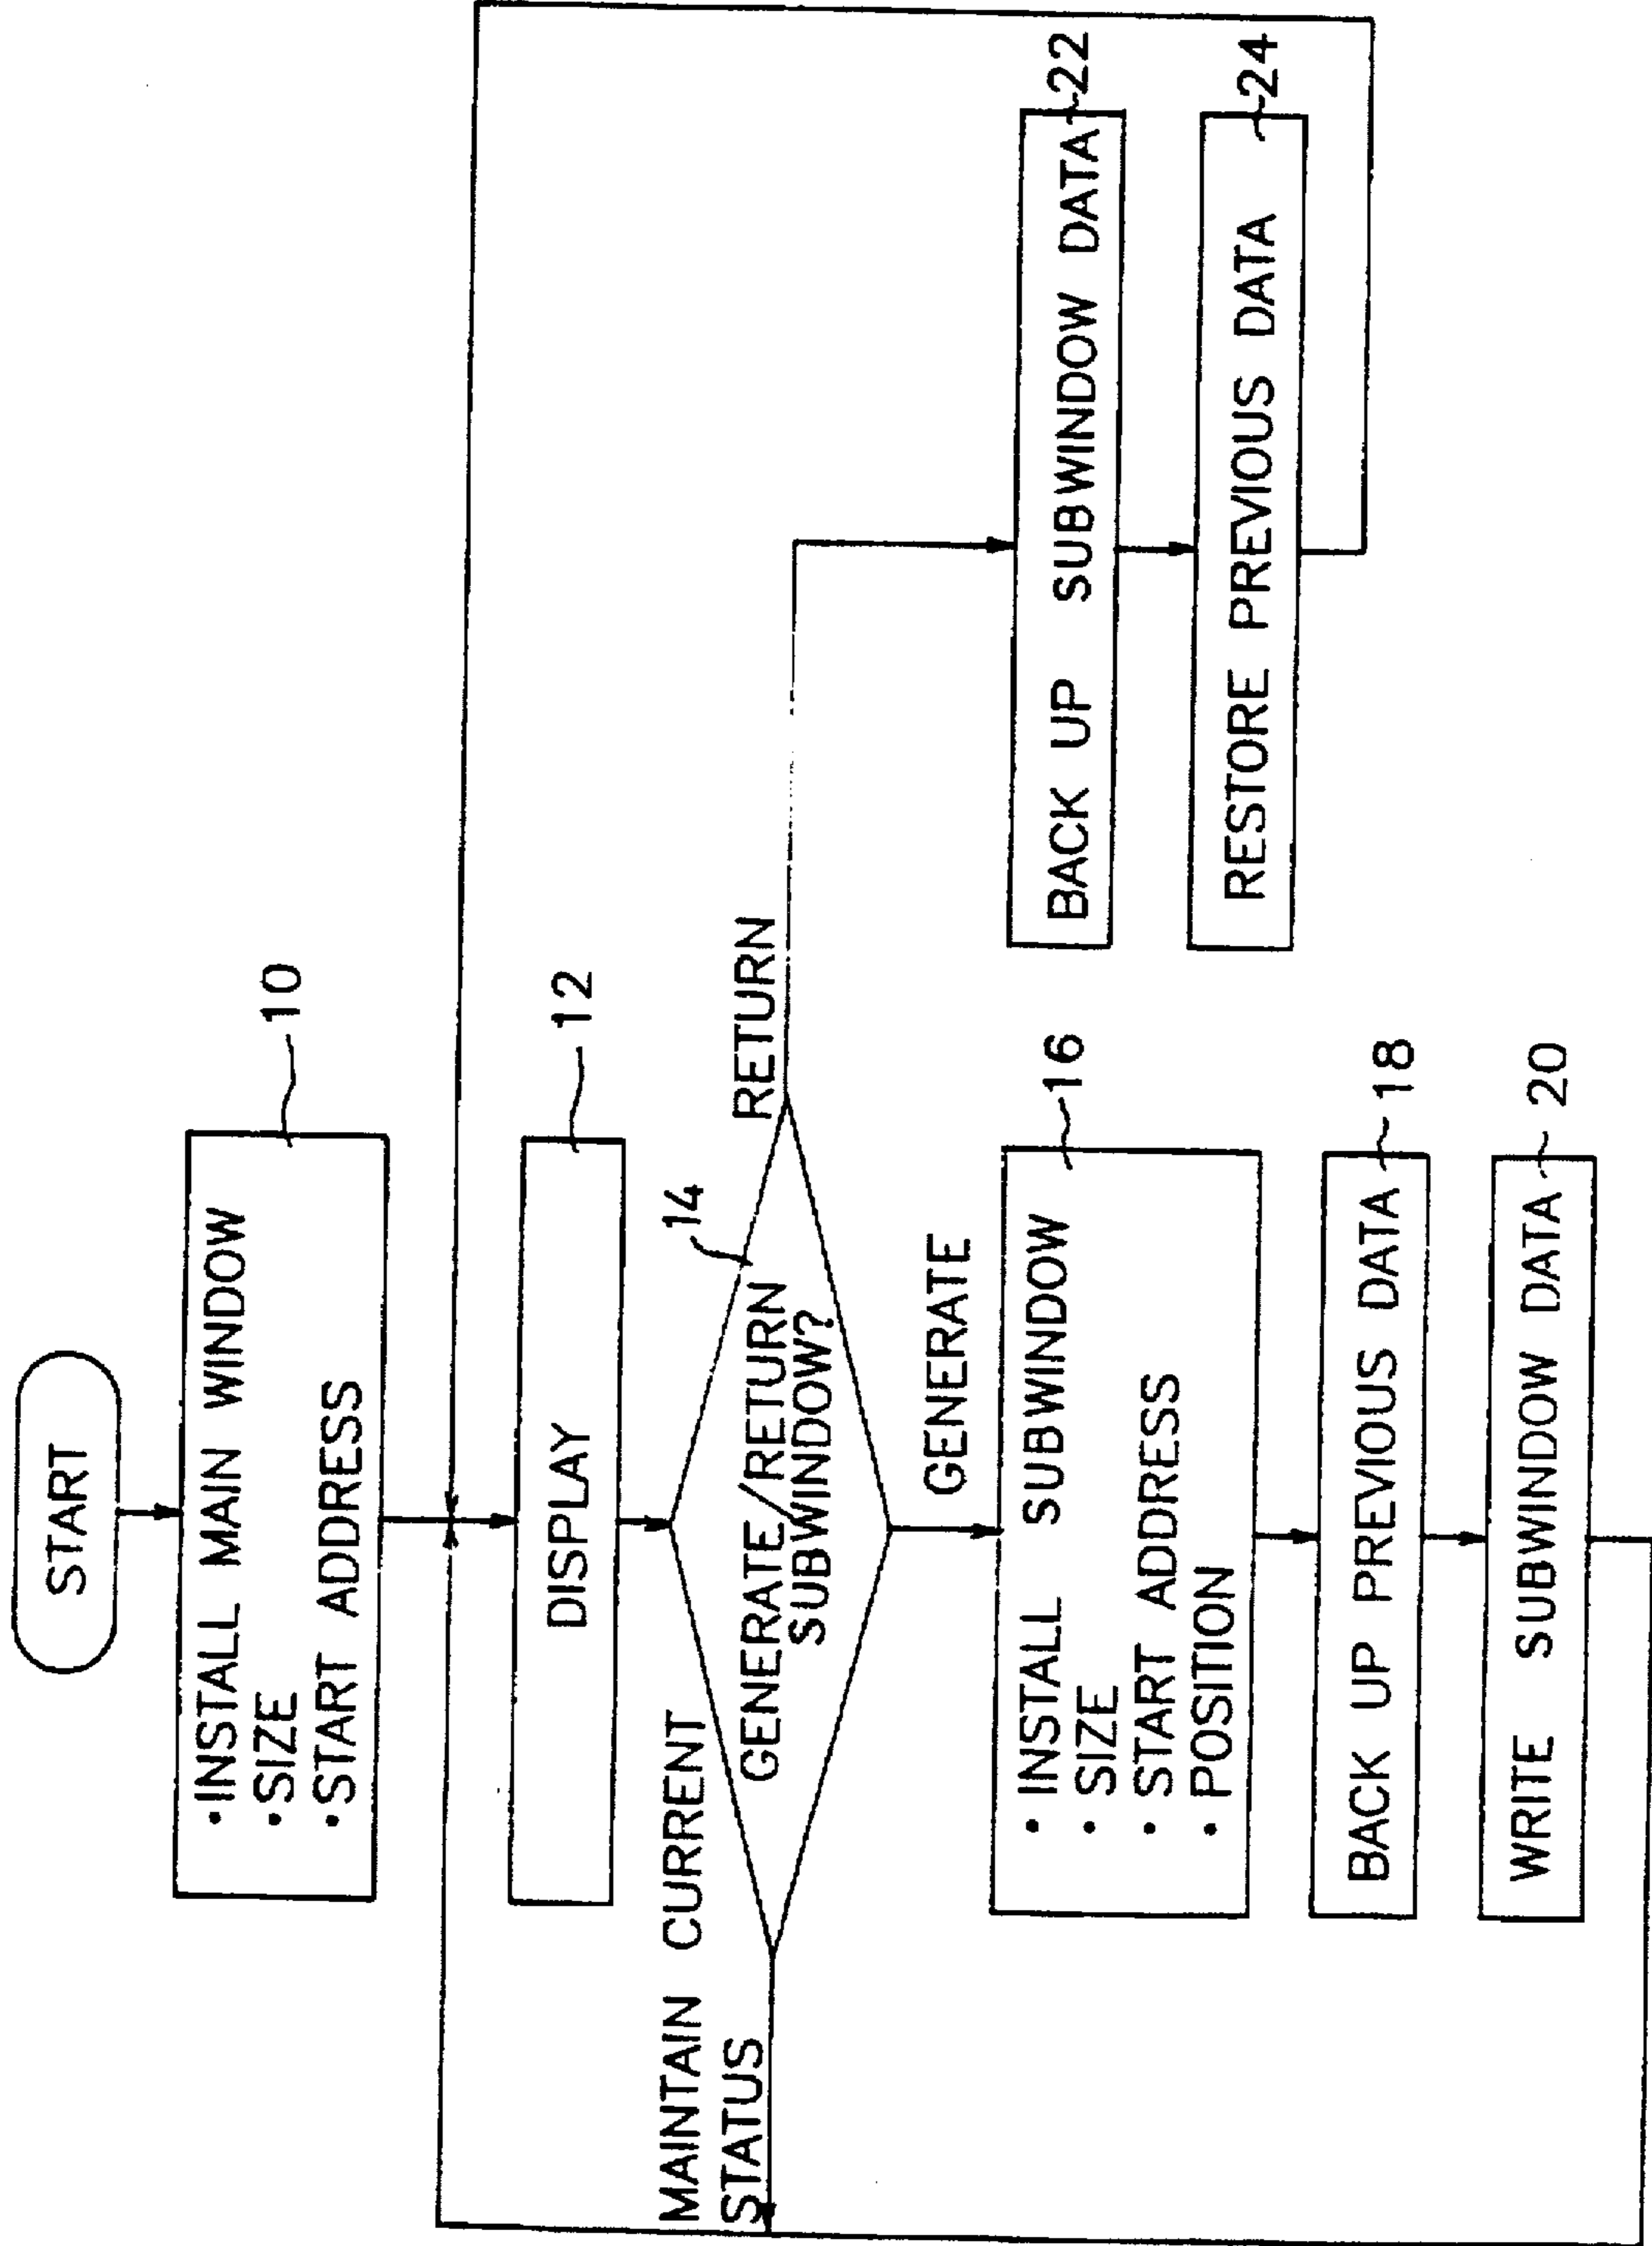 START
•INSTALL MAIN WINDOW
•SIZE
•START ADDRESS
10
DISPLAY
12
GENERATE/RETURN
SUBWINDOW?
14
MAINTAIN CURRENT
STATUS
RETURN
GENERATE
• INSTALL SUBWINDOW
• SIZE
• START ADDRESS
• POSITION
16
BACK UP PREVIOUS DATA
18
WRITE SUBWINDOW DATA
20
BACK UP SUBWINDOW DATA
22
RESTORE PREVIOUS DATA
24